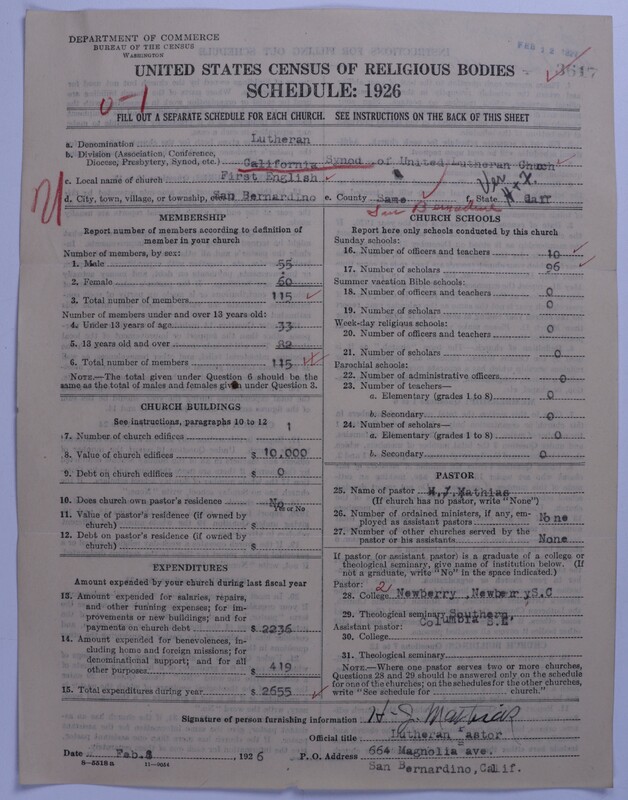 DEPARTMENT OF COMMERCE
BUREAU OF THE CENSUS
WASHINGTON
FEB 12
3617
UNITED STATES CENSUS OF RELIGIOUS BODIES
SCHEDULE: 1926
0-1
FILL OUT A SEPARATE SCHEDULE FOR EACH CHURCH. SEE INSTRUCTIONS ON THE BACK OF THIS SHEET
a. Denomination Lutheran
b. Division (Association, Conference,
Diocese, Presbytery, Synod, etc.) California Synod of United Lutheran Church
c. Local name of church First English
d. City, town, village, or township, San Bernardino e. County Same f. State
San Bernardino
MEMBERSHIP
Report number of members according to definition of
member in your church
Number of members, by sex:
1. Male 55
2. Female 60
3. Total number of members 115
Number of members under and over 13 years old:
4. Under 13 years of age 33
5. 13 years old and over 82
6. Total number of members 115
NOTE.—The total given under Question 6 should be the
same as the total of males and females given under Question 3.
CHURCH BUILDINGS
See instructions, paragraphs 10 to 12
7. Number of church edifices 1
8. Value of church edifices $ 10,000
9. Debt on church edifices $ 0
10. Does church own pastor's residence No
Yes or No
11. Value of pastor's residence (if owned by
church) $
12. Debt on pastor's residence (if owned by
church) $
EXPENDITURES
Amount expended by your church during last fiscal year
13. Amount expended for salaries, repairs,
and other running expenses; for im-
provements or new buildings; and for
payments on church debt $ 2236
14. Amount expended for benevolences, in-
cluding home and foreign missions; for
denominational support; and for all
other purposes $ 419
15. Total expenditures during year $ 2655
CHURCH SCHOOLS
Report here only schools conducted by this church
Sunday schools:
16. Number of officers and teachers 10
17. Number of scholars 96
Summer vacation Bible schools:
18. Number of officers and teachers 0
19. Number of scholars 0
Week-day religious schools:
20. Number of officers and teachers 0
21. Number of scholars 0
Parochial schools:
22. Number of administrative officers 0
23. Number of teachers—
a. Elementary (grades 1 to 8) 0
b. Secondary 0
24. Number of scholars—
a. Elementary (grades 1 to 8) 0
b. Secondary 0
PASTOR
25. Name of pastor H.J.Mathias
(If church has no pastor, write "None")
26. Number of ordained ministers, if any, em-
ployed as assistant pastors None
27. Number of other churches served by the
pastor or his assistants None
If pastor (or assistant pastor) is a graduate of a college or
theological seminary, give name of institution below. (If
not a graduate, write "No" in the space indicated.)
Pastor: 2
28. College Newberry ,NewberryS.C
29. Theological seminary Southern,
Columbia S.C
Assistant pastor:
30. College
31. Theological seminary
NOTE.—Where one pastor serves two or more churches,
Questions 28 and 29 should be answered only on the schedule
for one of the churches; on the schedules for the other churches,
write "See schedule for church."
Signature of person furnishing information H. J. Mathias
Official title Lutheran Pastor
Date Feb.8, 1926 P. O. Address 664 Magnolia ave.
San Bernardino,Calif.
8—5518a 11—9034